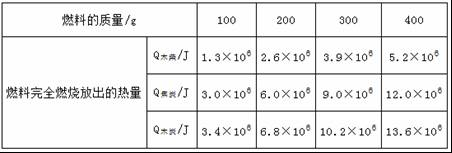 燃料的质量/g 100 200 300 400
燃料完全燃烧放出的热量
Q木柴/J 1.3×10⁶ 2.6×10⁶ 3.9×10⁶ 5.2×10⁶
Q焦炭/J 3.0×10⁶ 6.0×10⁶ 9.0×10⁶ 12.0×10⁶
Q木炭/J 3.4×10⁶ 6.8×10⁶ 10.2×10⁶ 13.6×10⁶